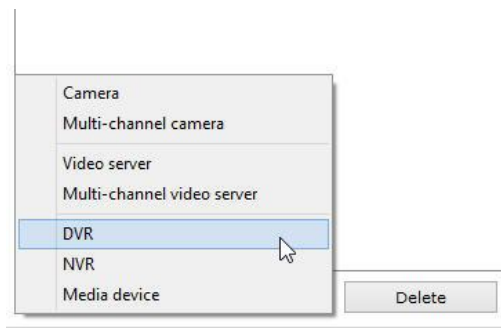 Camera
Multi-channel camera
Video server
Multi-channel video server
DVR
NVR
Media device
Delete